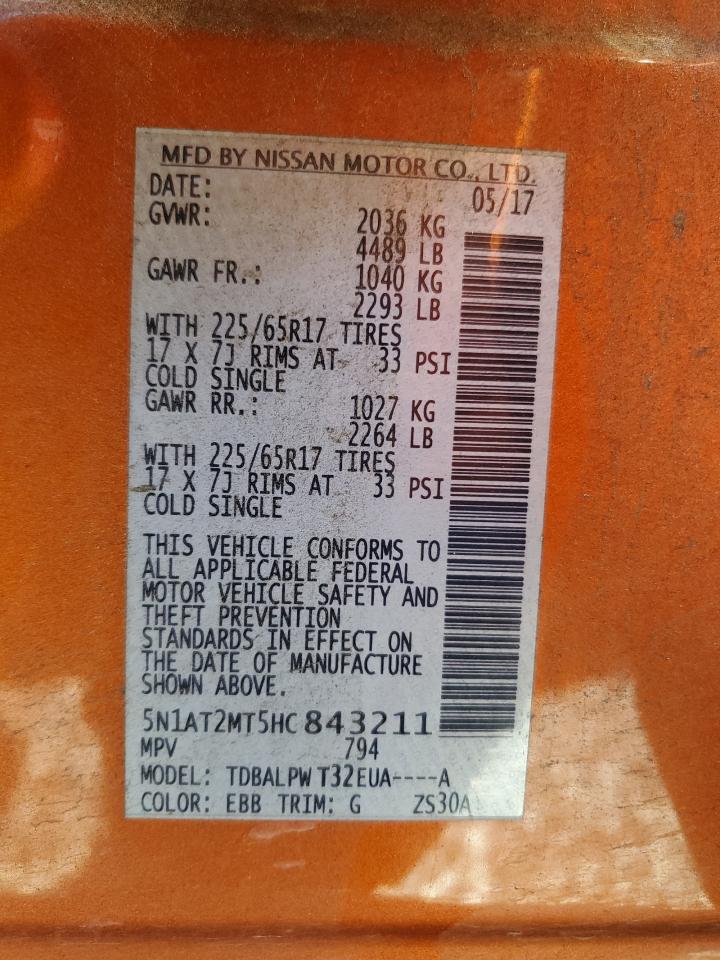 MFD BY NISSAN MOTOR CO., LTD.
DATE: 05/17
GVWR: 2036 KG
4489 LB
GAWR FR.: 1040 KG
2293 LB
WITH 225/65R17 TIRES
17 X 7J RIMS AT 33 PSI
COLD SINGLE
GAWR RR.: 1027 KG
2264 LB
WITH 225/65R17 TIRES
17 X 7J RIMS AT 33 PSI
COLD SINGLE
THIS VEHICLE CONFORMS TO
ALL APPLICABLE FEDERAL
MOTOR VEHICLE SAFETY AND
THEFT PREVENTION
STANDARDS IN EFFECT ON
THE DATE OF MANUFACTURE
SHOWN ABOVE.
5N1AT2MT5HC843211
MPV 794
MODEL: TDBALPW T32EUA----A
COLOR: EBB TRIM: G ZS30A